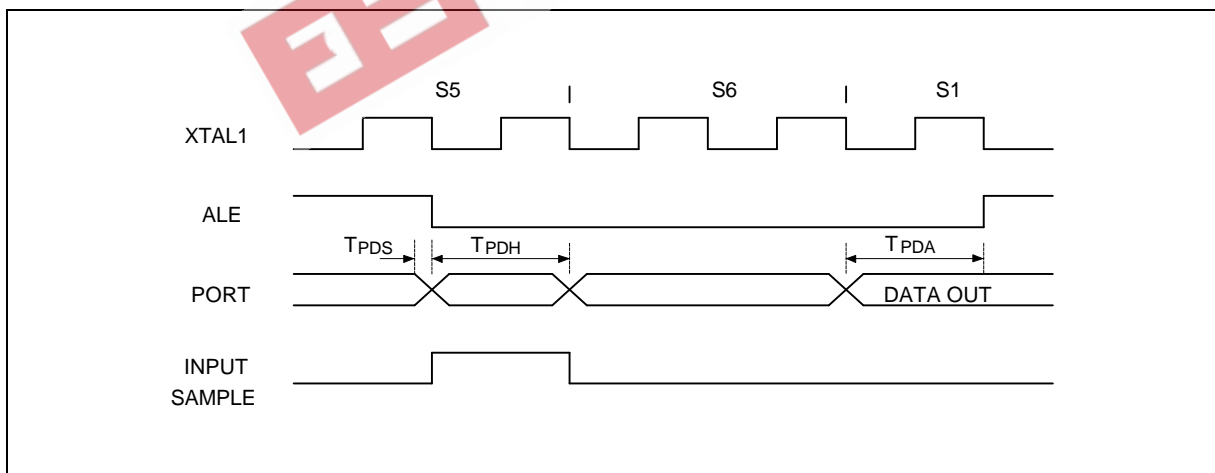 S5 | S6 | S1
XTAL1
ALE
TPDS TPDH TPDA
PORT DATA OUT
INPUT
SAMPLE